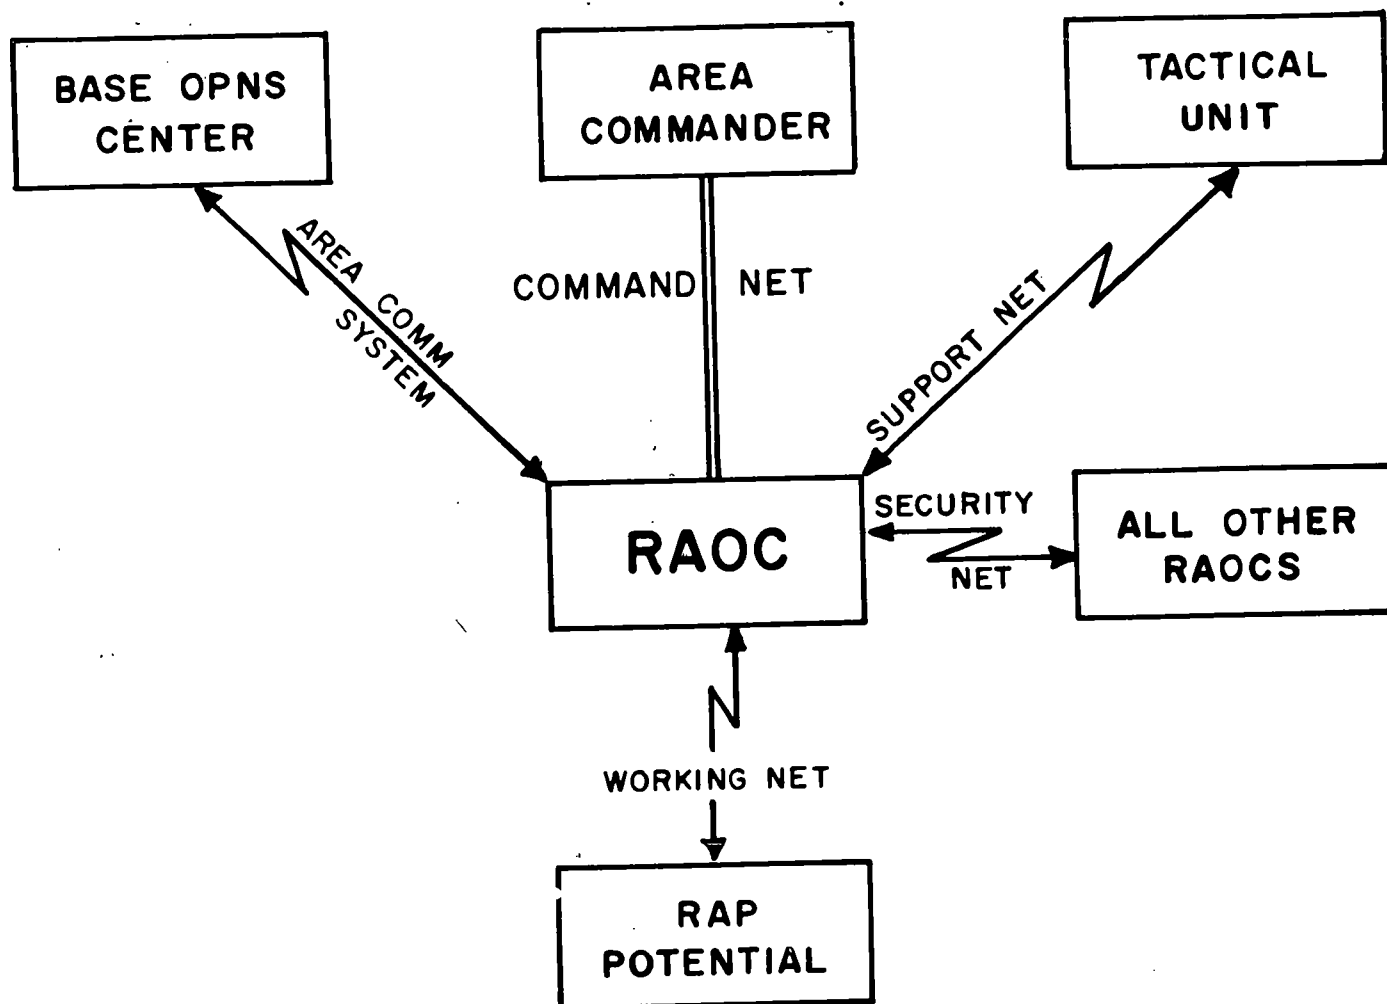 BASE OPNS
CENTER
AREA
COMMANDER
TACTICAL
UNIT
AREA COMM
SYSTEM
COMMAND NET
SUPPORT NET
RAOC
SECURITY
NET
ALL OTHER
RAOCS
WORKING NET
RAP
POTENTIAL